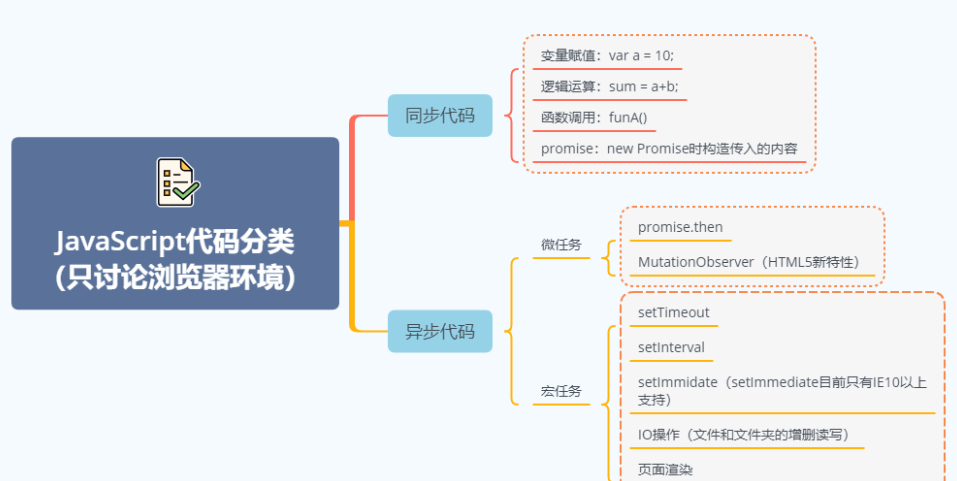 JavaScript代码分类
(只讨论浏览器环境)
同步代码
变量赋值：var a = 10;
逻辑运算：sum = a+b;
函数调用：funA()
promise：new Promise时构造传入的内容
异步代码
微任务
promise.then
MutationObserver（HTML5新特性）
宏任务
setTimeout
setInterval
setImmidate（setImmediate目前只有IE10以上
支持）
IO操作（文件和文件夹的增删读写）
页面渲染